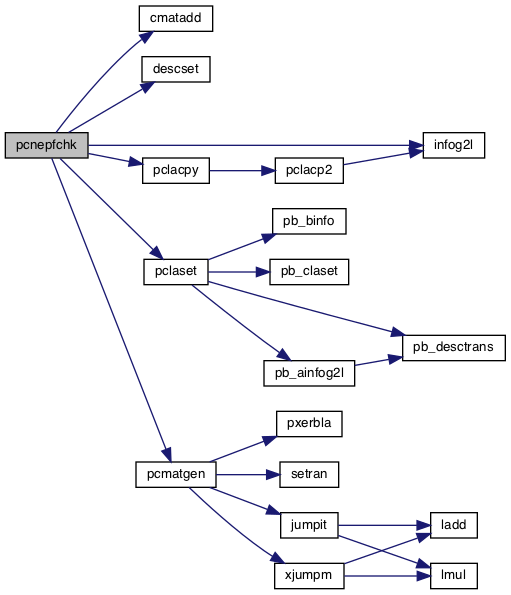 cmatadd
descset
pcnepfchk
infog2l
pclacpy
pclacp2
pb_binfo
pclaset
pb_claset
pb_desctrans
pb_ainfog2l
pxerbla
pcmatgen
setran
jumpit
ladd
xjumpm
lmul